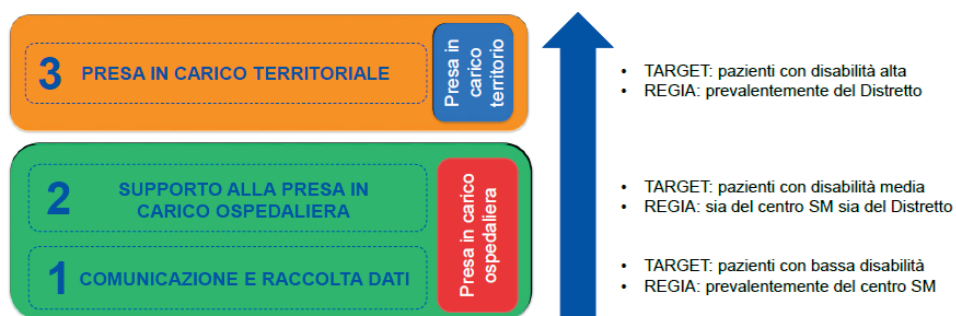 3 PRESA IN CARICO TERRITORIALE
Presa in
carico
territorio
• TARGET: pazienti con disabilità alta
• REGIA: prevalentemente del Distretto
2 SUPPORTO ALLA PRESA IN
CARICO OSPEDALIERA
Presa in carico
ospedaliera
• TARGET: pazienti con disabilità media
• REGIA: sia del centro SM sia del Distretto
1 COMUNICAZIONE E RACCOLTA DATI
• TARGET: pazienti con bassa disabilità
• REGIA: prevalentemente del centro SM